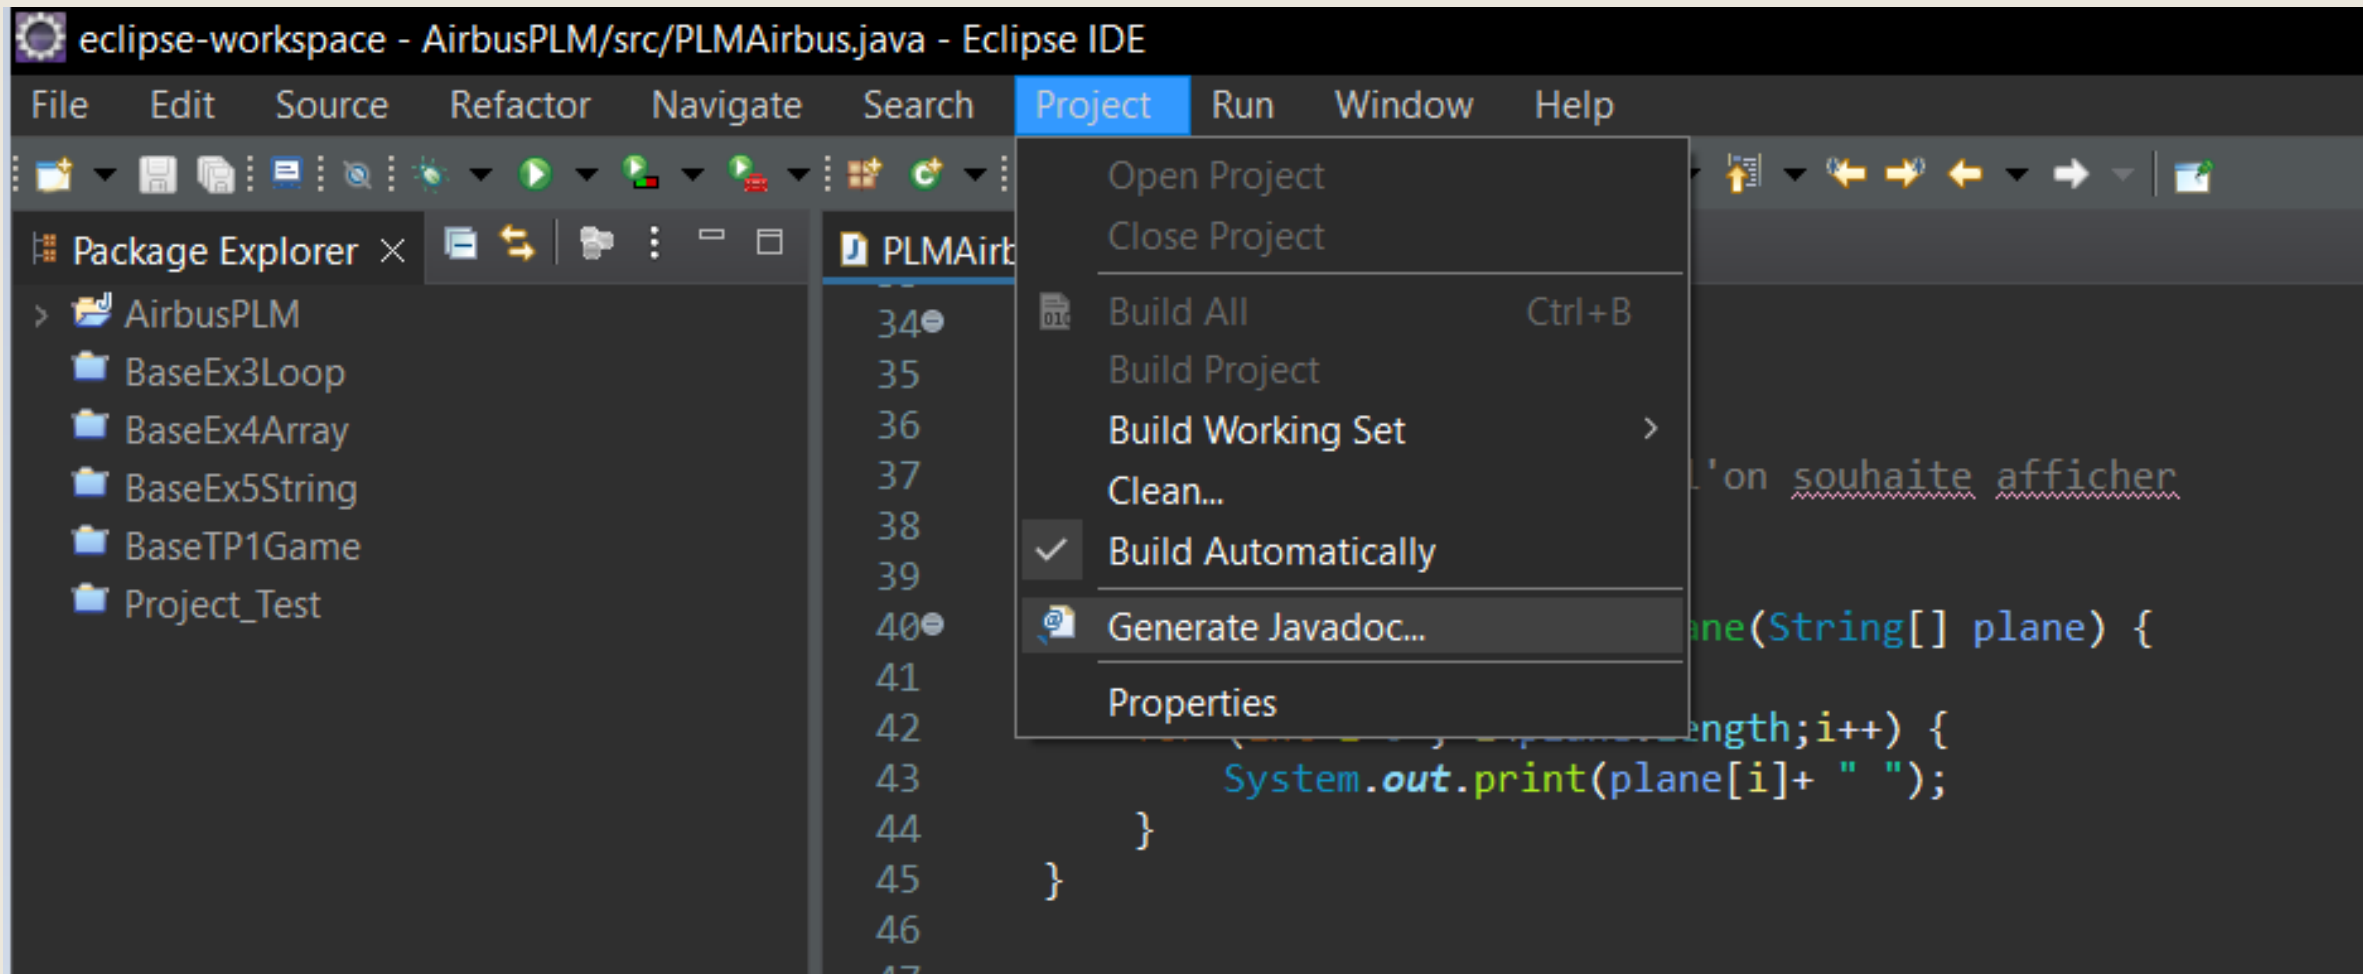 eclipse-workspace - AirbusPLM/src/PLMAirbus.java - Eclipse IDE
File Edit Source Refactor Navigate Search Project Run Window Help
Package Explorer
AirbusPLM
BaseEx3Loop
BaseEx4Array
BaseEx5String
BaseTP1Game
Project_Test
Open Project
Close Project
Build All Ctrl+B
Build Project
Build Working Set
Clean...
Build Automatically
Generate Javadoc...
Properties
PLMAirb
34
35
36
37 l'on souhaite afficher
38
39
40 ane(String[] plane) {
41
42 ength;i++) {
43 System.out.print(plane[i]+ " ");
44 }
45 }
46